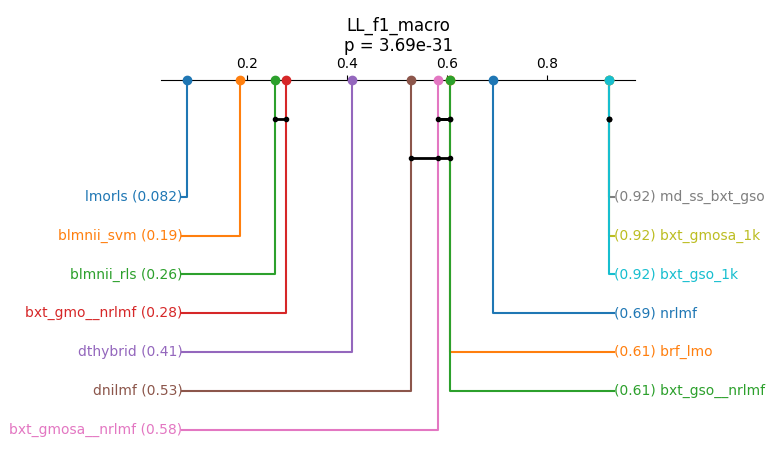 LL_f1_macro
p = 3.69e-31
0.2 0.4 0.6 0.8
lmorls (0.082)
(0.92) md_ss_bxt_gso
blmnii_svm (0.19)
(0.92) bxt_gmosa_1k
blmnii_rls (0.26)
(0.92) bxt_gso_1k
bxt_gmo__nrlmf (0.28)
(0.69) nrlmf
dthybrid (0.41)
(0.61) brf_lmo
dnilmf (0.53)
(0.61) bxt_gso__nrlmf
bxt_gmosa__nrlmf (0.58)